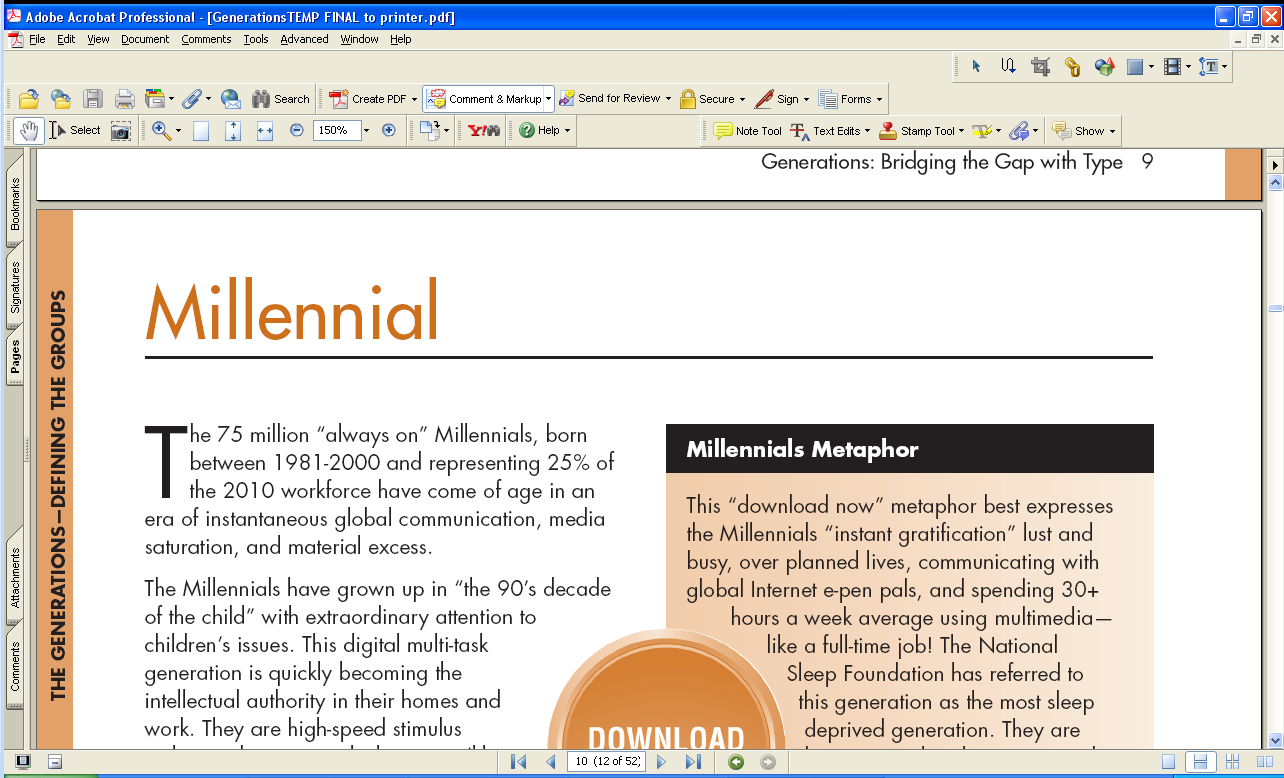 Adobe Acrobat Professional - [GenerationsTEMP FINAL to printer.pdf]
File Edit View Document Comments Tools Advanced Window Help
Search Create PDF Comment & Markup Send for Review Secure Sign Forms
Select 150% Y! Help Note Tool Text Edits Stamp Tool Show
Bookmarks
Signatures
Pages
Attachments
Comments
Generations: Bridging the Gap with Type 9
THE GENERATIONS—DEFINING THE GROUPS
Millennial
The 75 million “always on” Millennials, born
between 1981-2000 and representing 25% of
the 2010 workforce have come of age in an
era of instantaneous global communication, media
saturation, and material excess.
The Millennials have grown up in “the 90’s decade
of the child” with extraordinary attention to
children’s issues. This digital multi-task
generation is quickly becoming the
intellectual authority in their homes and
work. They are high-speed stimulus
Millennials Metaphor
This “download now” metaphor best expresses
the Millennials “instant gratification” lust and
busy, over planned lives, communicating with
global Internet e-pen pals, and spending 30+
hours a week average using multimedia—
like a full-time job! The National
Sleep Foundation has referred to
this generation as the most sleep
deprived generation. They are
DOWNLOAD
10 (12 of 52)